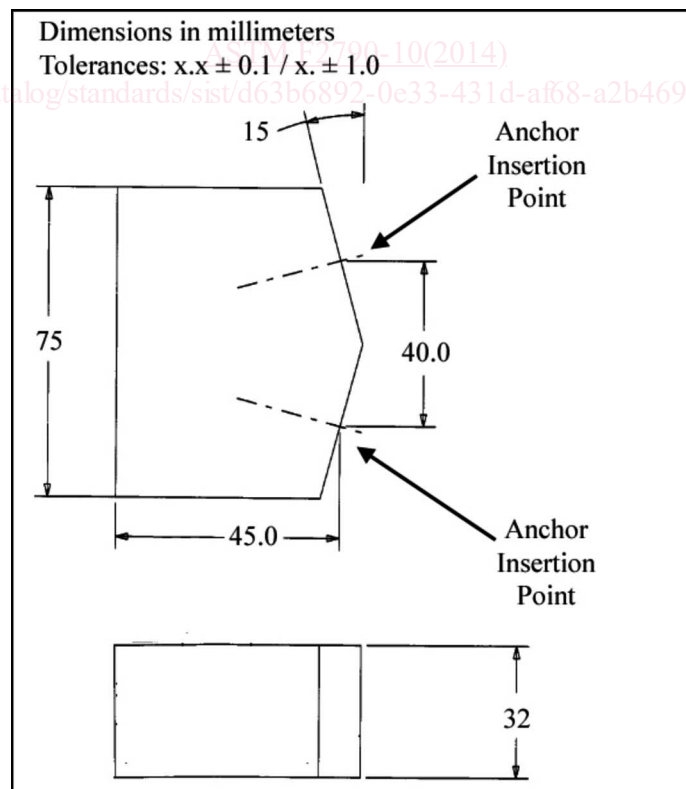 Dimensions in millimeters
ASTM F2790-10(2014)
Tolerances: x.x ± 0.1 / x. ± 1.0
talog/standards/sist/d63b6892-0e33-431d-af68-a2b469
15
Anchor
Insertion
Point
75
40.0
45.0
Anchor
Insertion
Point
32